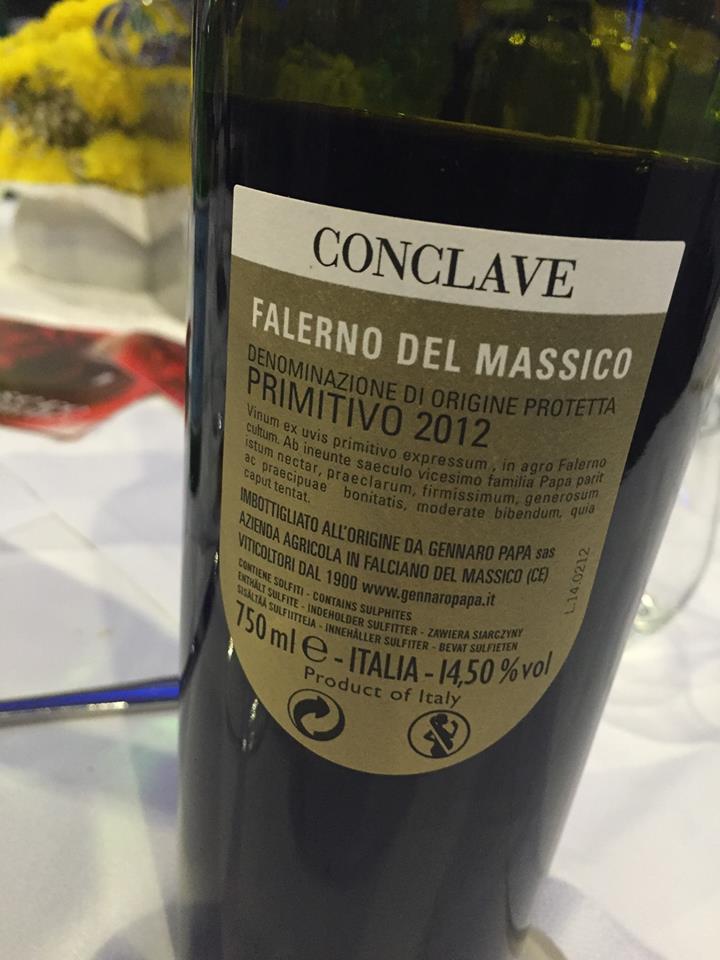 CONCLAVE
FALERNO DEL MASSICO
DENOMINAZIONE DI ORIGINE PROTETTA
PRIMITIVO 2012
Vinum ex uvis primitivo expressum , in agro Falerno
cultum. Ab ineunte saeculo vicesimo familia Papa parit
istum nectar, praeclarum, firmissimum, generosum
ac praecipuae bonitatis, moderate bibendum, quia
caput tentat.
IMBOTTIGLIATO ALL'ORIGINE DA GENNARO PAPA sas
AZIENDA AGRICOLA IN FALCIANO DEL MASSICO (CE)
VITICOLTORI DAL 1900 www.gennaropapa.it
L.14.0212
CONTIENE SOLFITI - CONTAINS SULPHITES
ENTHÄLT SULFITE - INDEHOLDER SULFITTER - ZAWIERA SIARCZYNY
SISÄLTÄÄ SULFIITTEJA - INNEHÅLLER SULFITER - BEVAT SULFIETEN
750 ml e - ITALIA - 14,50 % vol
Product of Italy